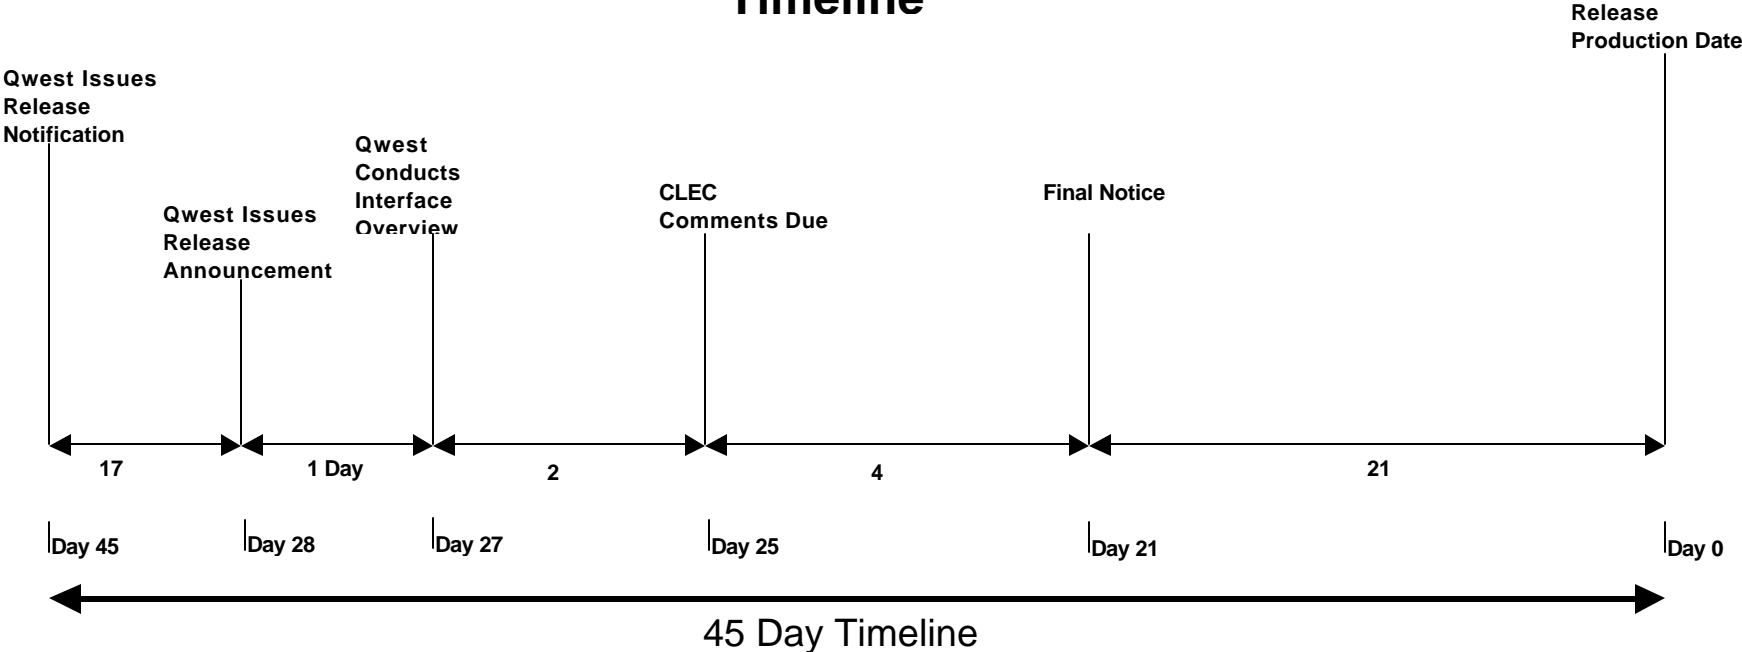 Timeline
Release
Production Date
Qwest Issues
Release
Notification
Qwest Issues
Release
Announcement
Qwest
Conducts
Interface
Overview
CLEC
Comments Due
Final Notice
17
1 Day
2
4
21
Day 45
Day 28
Day 27
Day 25
Day 21
Day 0
45 Day Timeline